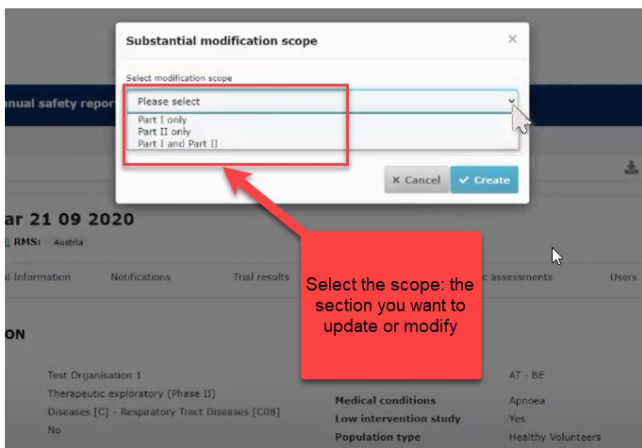 Substantial modification scope
Select modification scope
Please select
Part I only
Part II only
Part I and Part II
Cancel
Create
nnual safety repor
ar 21 09 2020
RMS: Austria
l Information
Notifications
Trial results
c assessments
Users
Select the scope: the
section you want to
update or modify
ON
Test Organisation 1
AT - BE
Therapeutic exploratory (Phase II)
Medical conditions
Apnoea
Diseases [C] - Respiratory Tract Diseases [C08]
Low intervention study
Yes
No
Population type
Healthy Volunteers